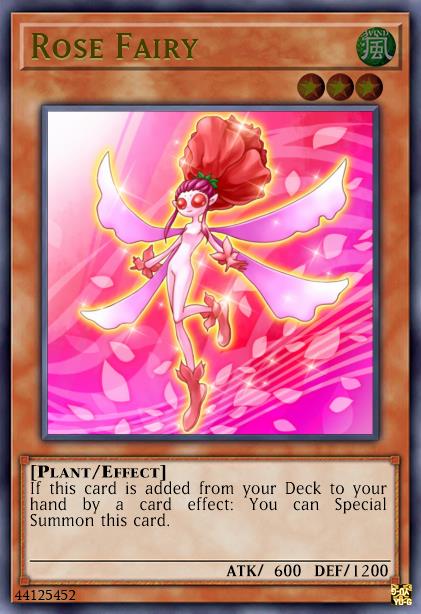 Rose Fairy
WIND
風
[Plant/Effect]
If this card is added from your Deck to your
hand by a card effect: You can Special
Summon this card.
ATK/ 600 DEF/1200
44125452